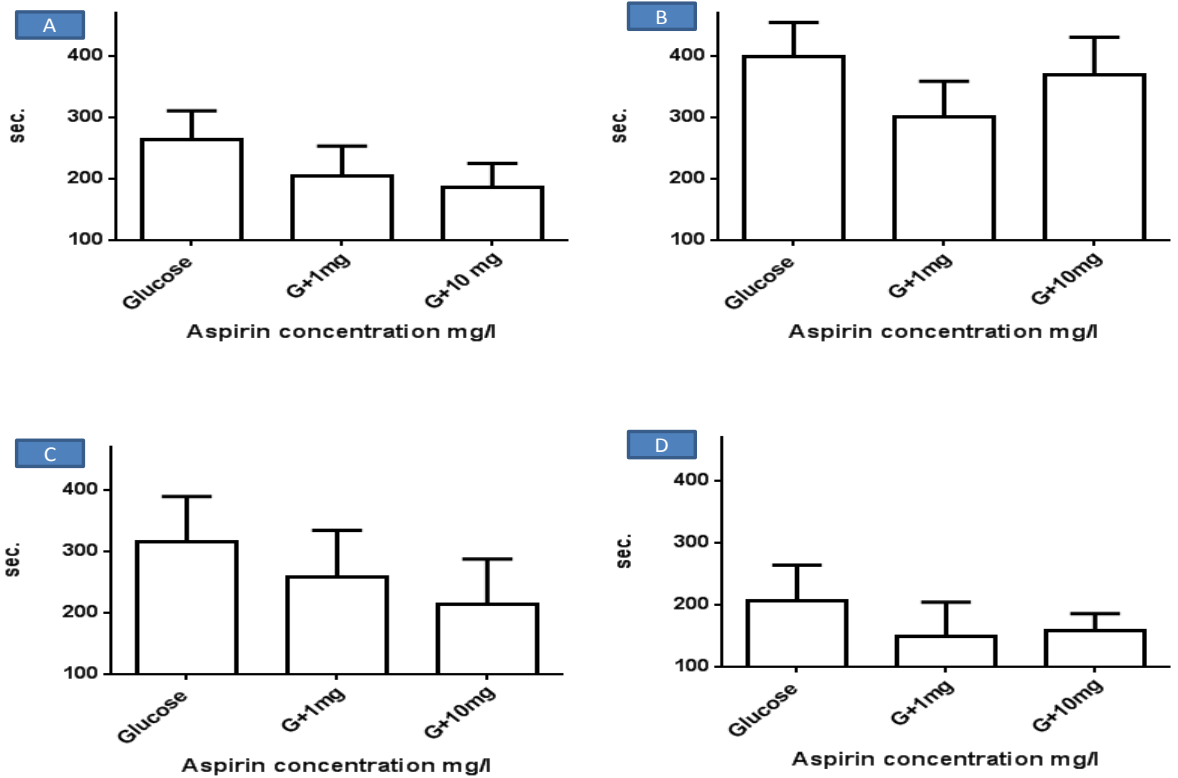 A
400
300
200
100
sec.
Glucose
G+1mg
G+10 mg
Aspirin concentration mg/l
B
400
300
200
100
sec.
Glucose
G+1mg
G+10mg
Aspirin concentration mg/l
C
400
300
200
100
sec.
Glucose
G+1mg
G+10mg
Aspirin concentration mg/l
D
400
300
200
100
sec.
Glucose
G+1mg
G+10mg
Aspirin concentration mg/l